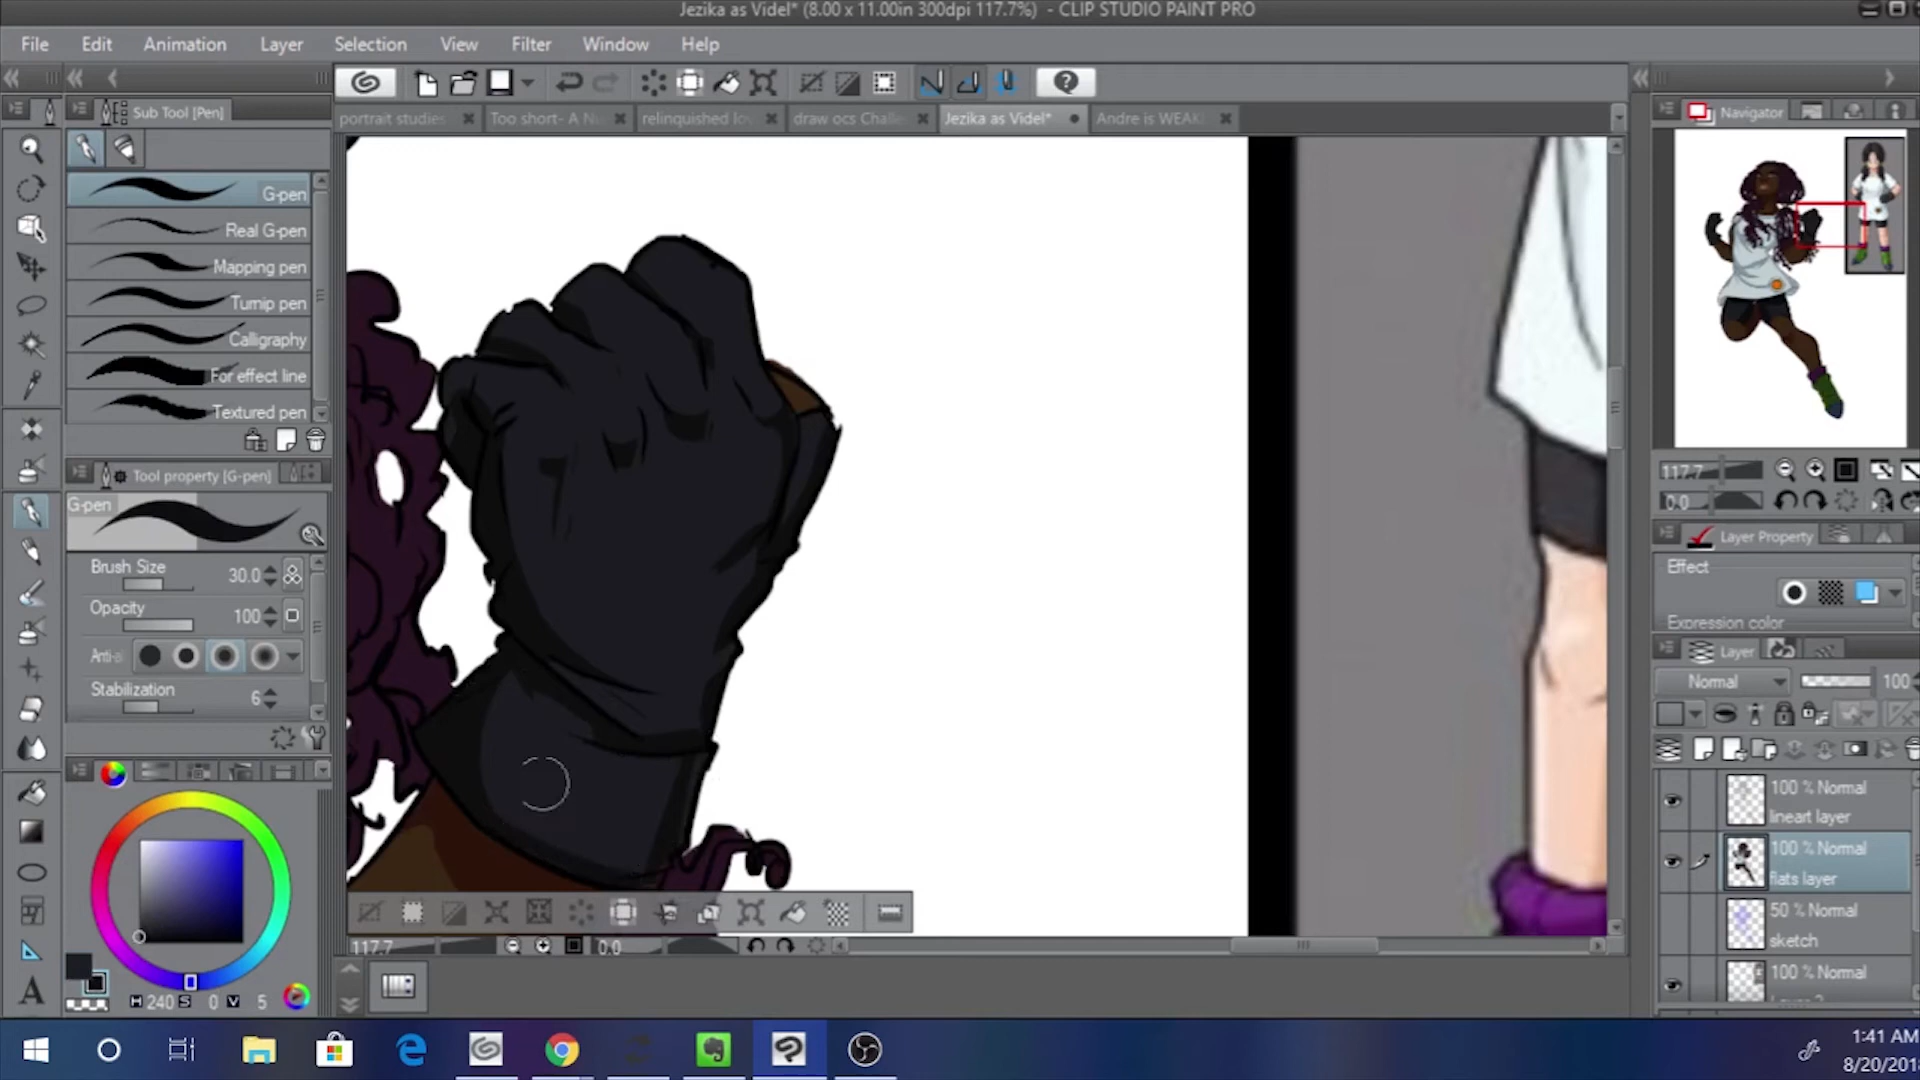 Jezika as Videl* (8.00 x 11.00in 300dpi 117.7%) - CLIP STUDIO PAINT PRO
File Edit Animation Layer Selection View Filter Window Help
Sub Tool [Pen]
portrait studies Too short- A N relinquished lov draw ocs Challe Jezika as Videl* Andre is WEAK
Navigator
G-pen
Real G-pen
Mapping pen
Turnip pen
Calligraphy
For effect line
Textured pen
Tool property [G-pen]
G-pen
Brush Size 30.0
Opacity 100
Anti-a
Stabilization 6
H 240 S 0 V 5
117.7
0.0
Layer Property
Effect
Expression color
Layer
Normal 100
100 % Normal
lineart layer
100 % Normal
flats layer
50 % Normal
sketch
100 % Normal
117.7 0.0
A
1:41 AM
8/20/201